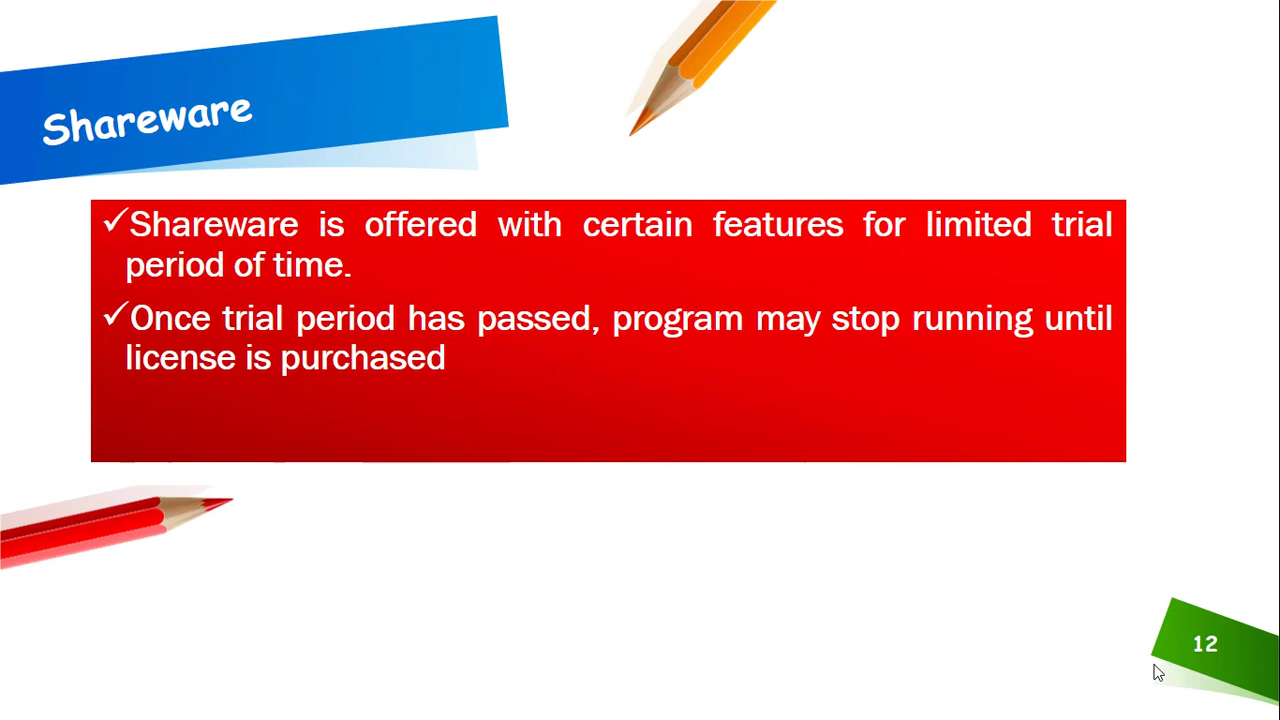 Shareware
✓Shareware is offered with certain features for limited trial
period of time.
✓Once trial period has passed, program may stop running until
license is purchased
12